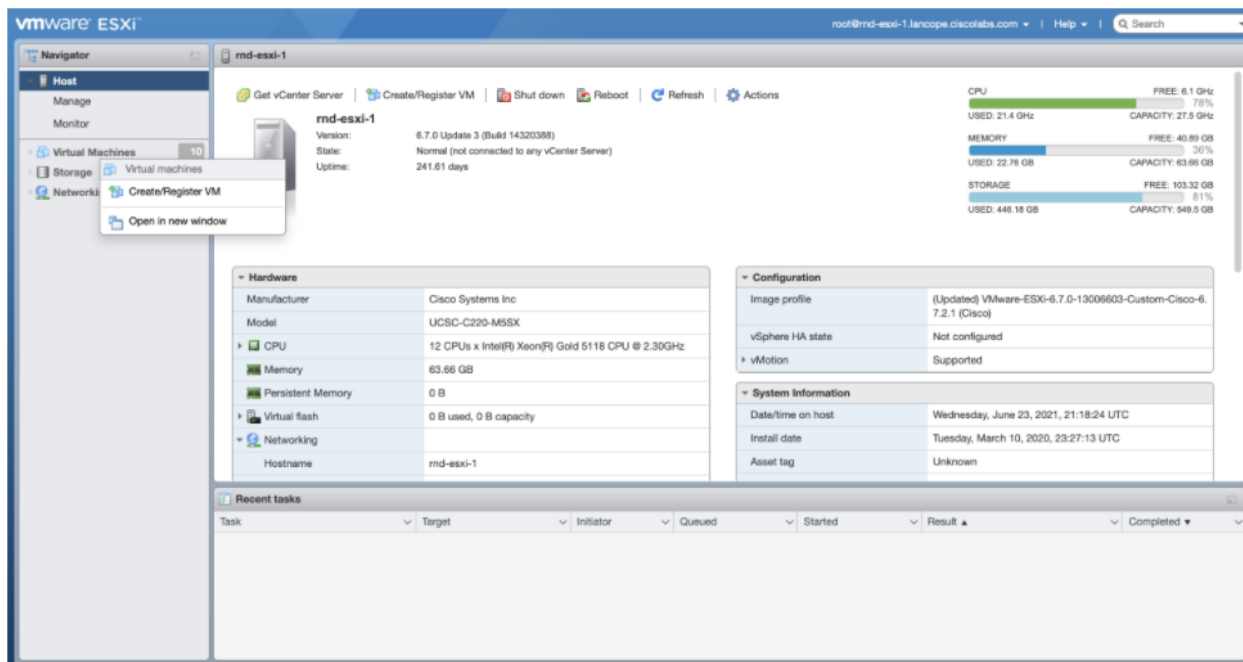 vmware ESXi
root@rnd-esxi-1.lancope.ciscolabs.com | Help | Search
Navigator
Host
Manage
Monitor
Virtual Machines 10
Storage
Networki
Virtual machines
Create/Register VM
Open in new window
rnd-esxi-1
Get vCenter Server | Create/Register VM | Shut down Reboot | Refresh | Actions
rnd-esxi-1
Version: 6.7.0 Update 3 (Build 14320388)
State: Normal (not connected to any vCenter Server)
Uptime: 241.61 days
CPU FREE: 6.1 GHz
78%
USED: 21.4 GHz CAPACITY: 27.5 GHz
MEMORY FREE: 40.89 GB
36%
USED: 22.76 GB CAPACITY: 63.66 GB
STORAGE FREE: 103.32 GB
81%
USED: 446.18 GB CAPACITY: 549.5 GB
Hardware
Manufacturer Cisco Systems Inc
Model UCSC-C220-M5SX
CPU 12 CPUs x Intel(R) Xeon(R) Gold 5118 CPU @ 2.30GHz
Memory 63.66 GB
Persistent Memory 0 B
Virtual flash 0 B used, 0 B capacity
Networking
Hostname rnd-esxi-1
Configuration
Image profile (Updated) VMware-ESXi-6.7.0-13006603-Custom-Cisco-6.
7.2.1 (Cisco)
vSphere HA state Not configured
vMotion Supported
System Information
Date/time on host Wednesday, June 23, 2021, 21:18:24 UTC
Install date Tuesday, March 10, 2020, 23:27:13 UTC
Asset tag Unknown
Recent tasks
Task Target Initiator Queued Started Result Completed